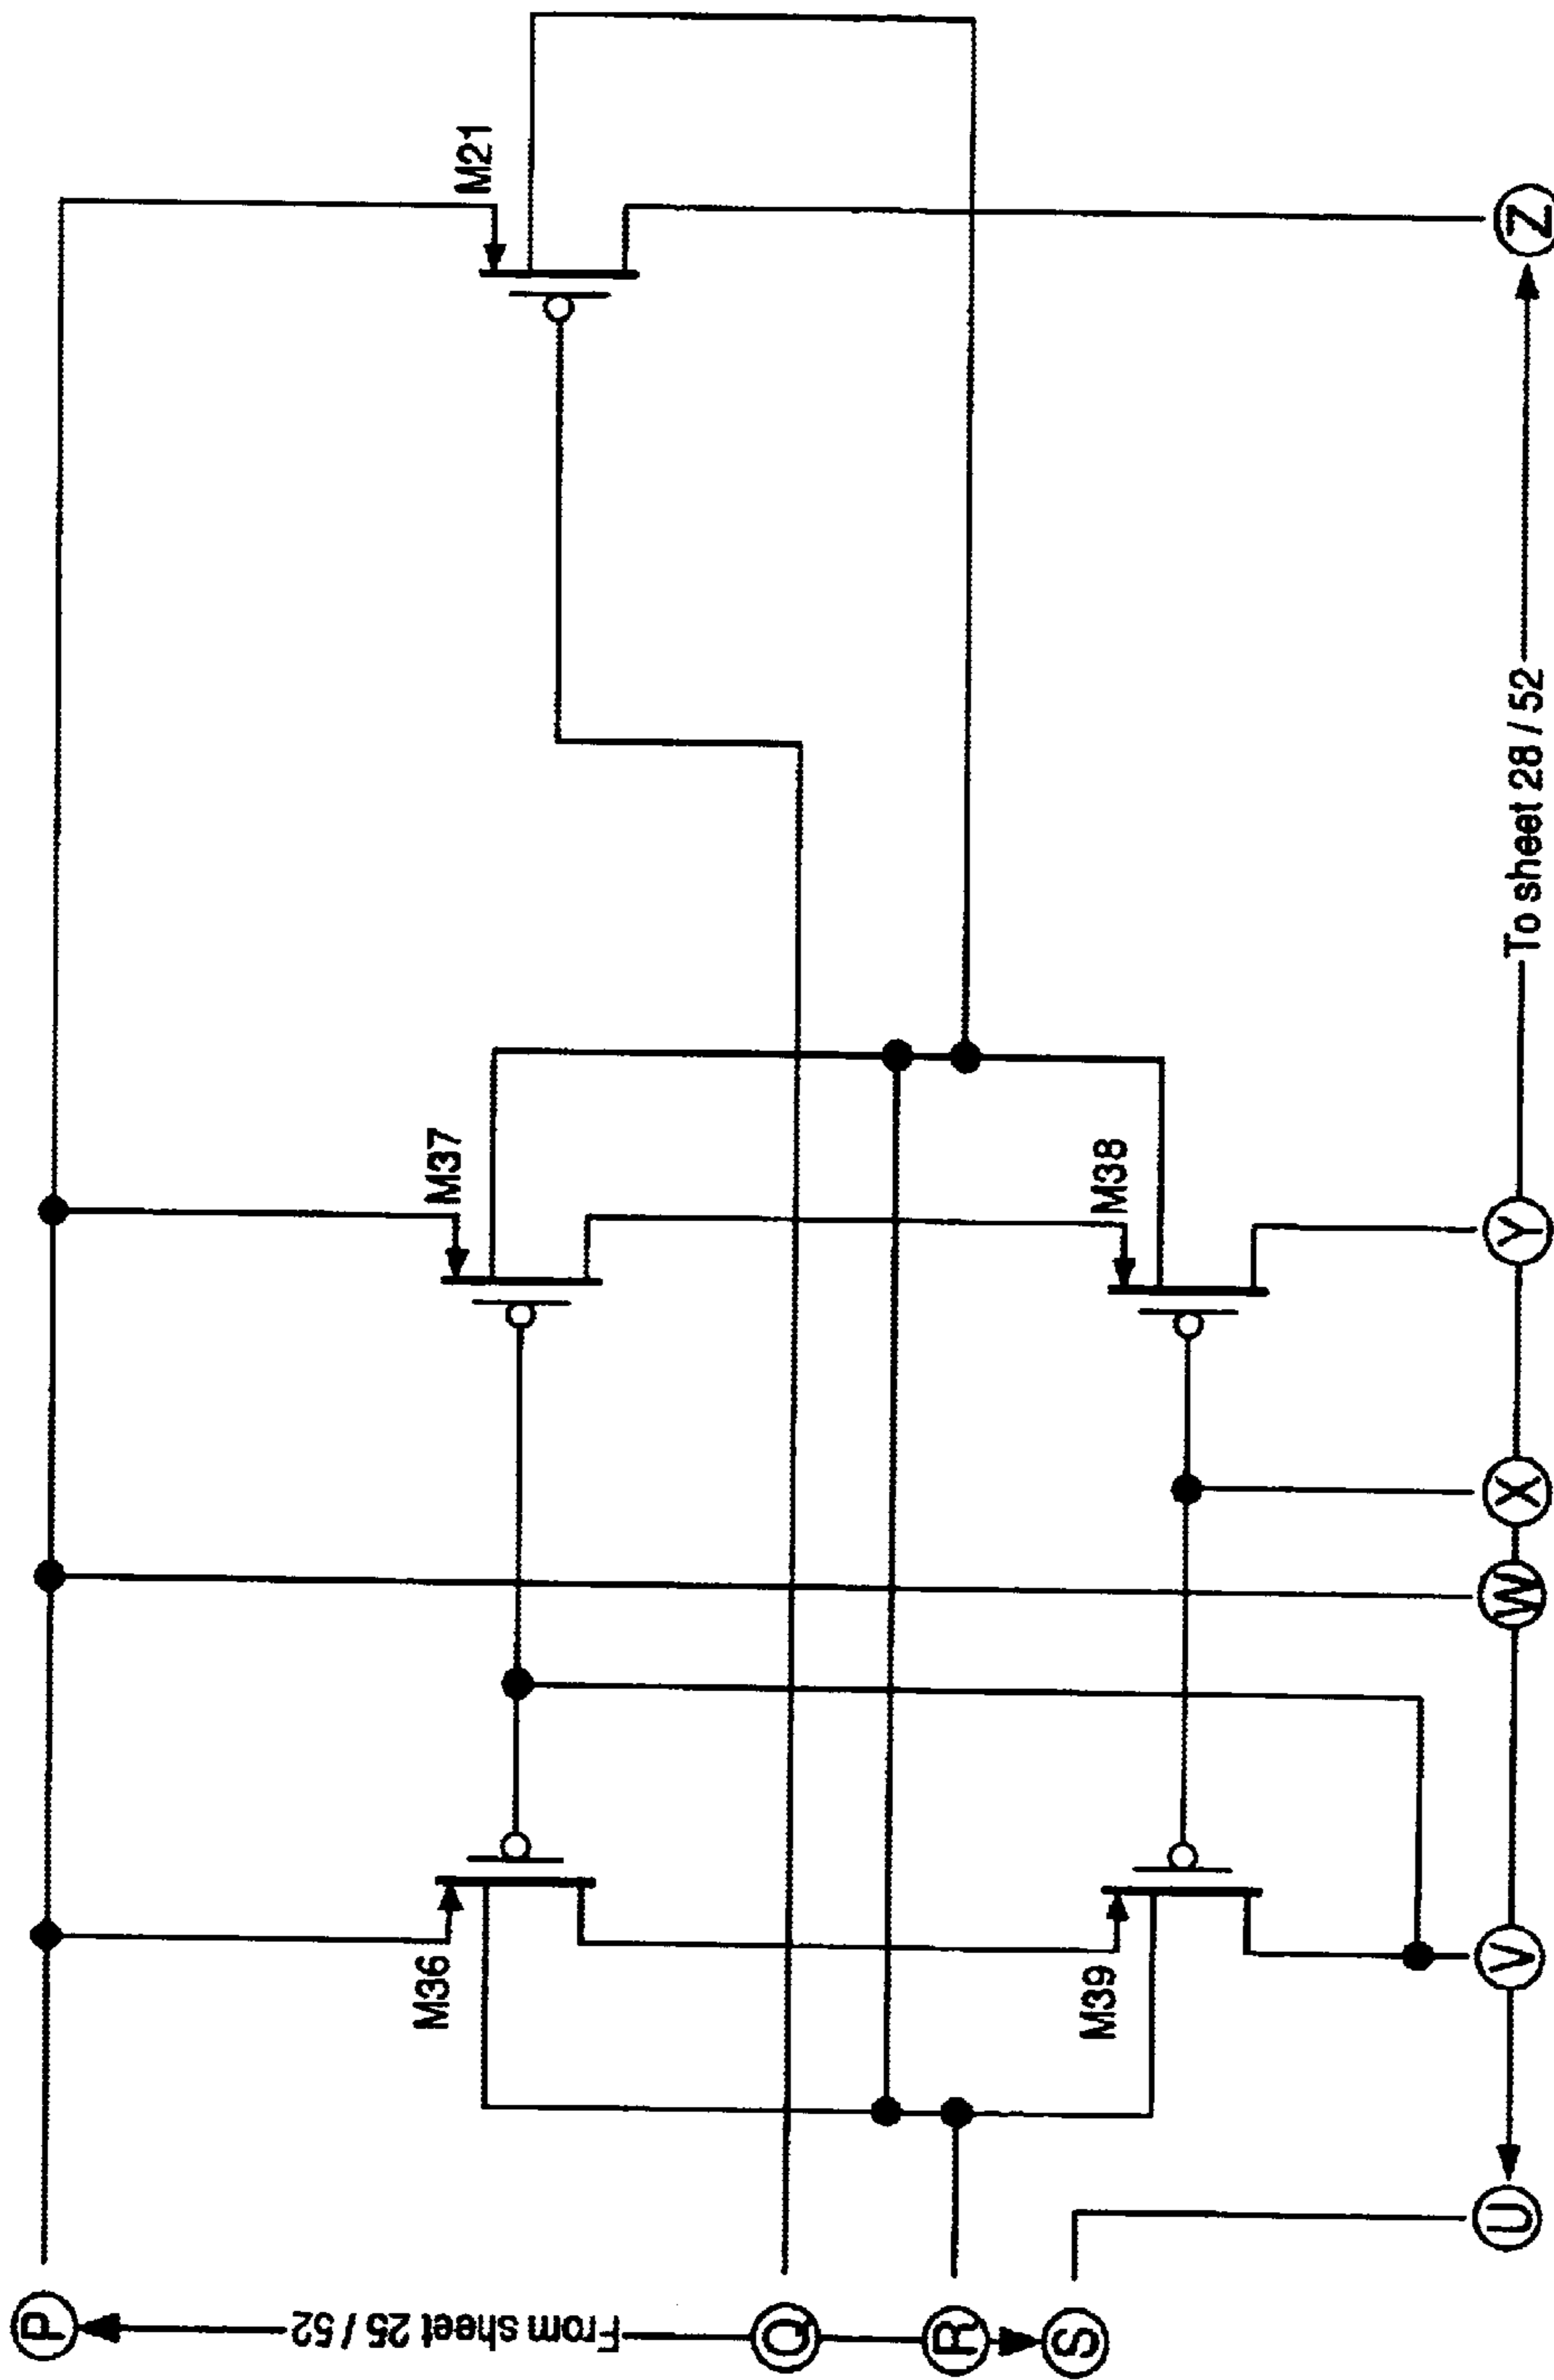 P
From sheet 25 / 52
Q
R
S
M36
M37
M21
M39
M38
U
V
W
X
Y
To sheet 28 / 52
Z